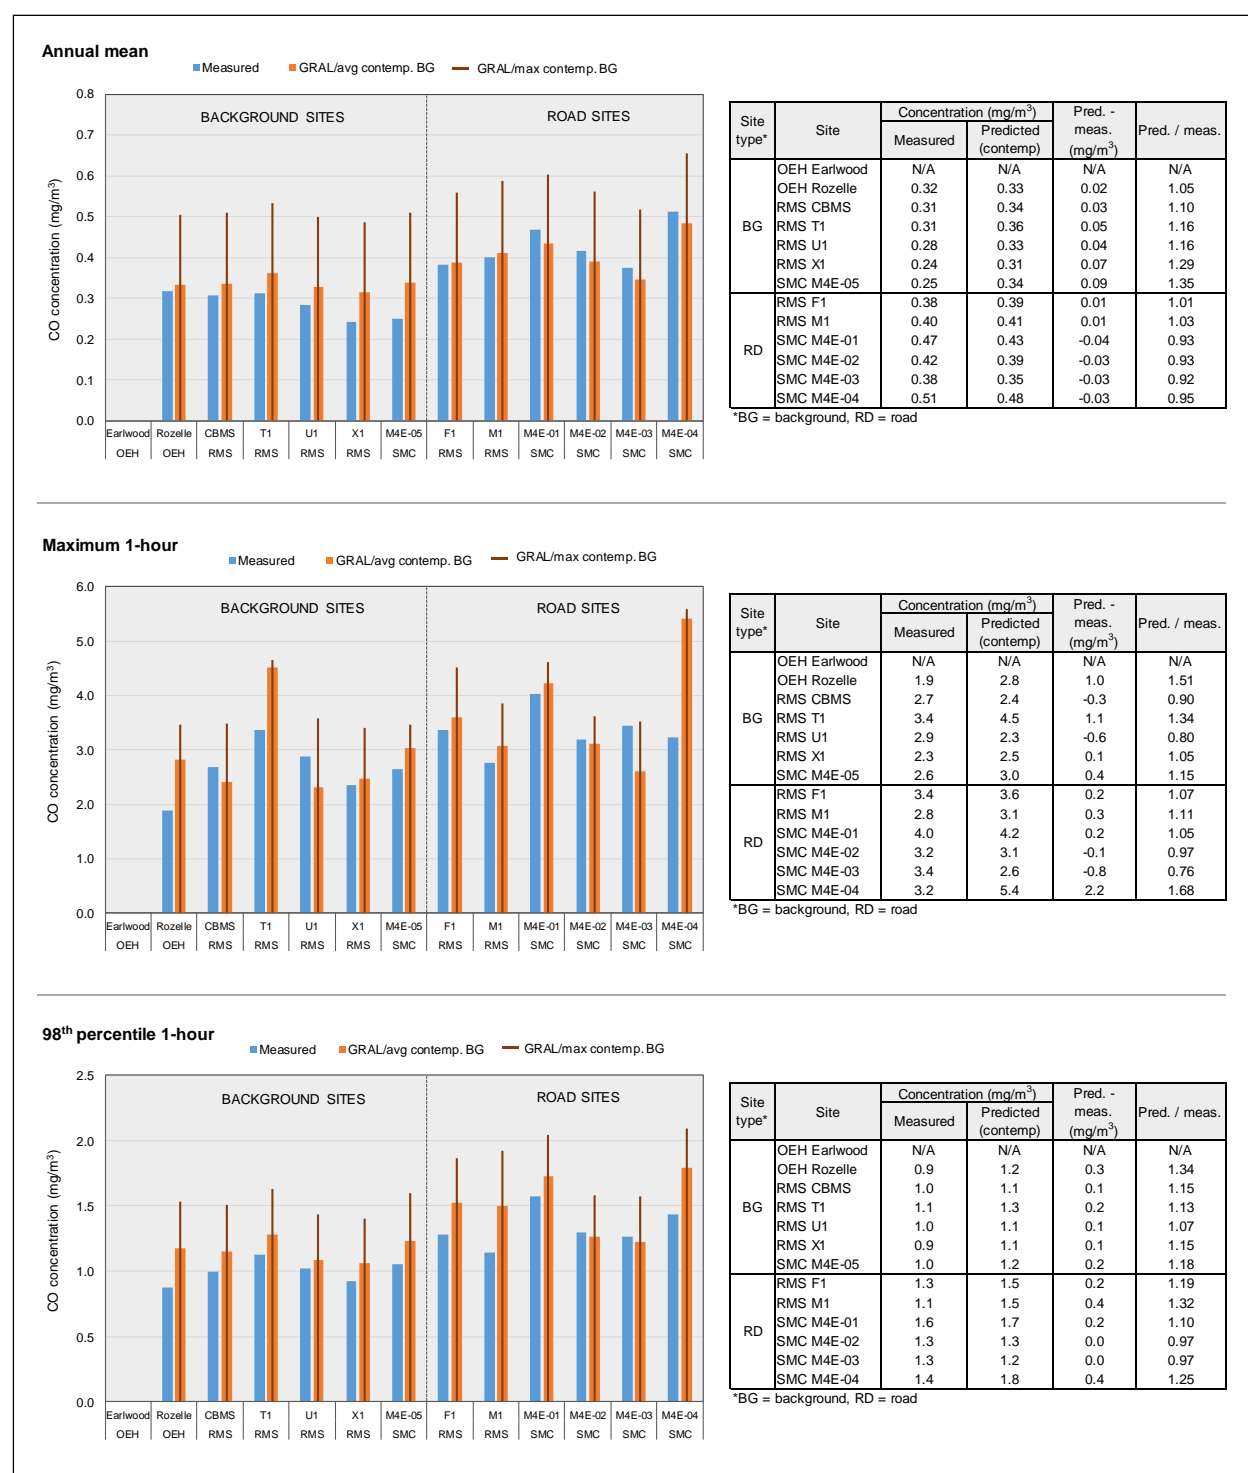 Annual mean
Measured GRAL/avg contemp. BG GRAL/max contemp. BG
BACKGROUND SITES ROAD SITES
CO concentration (mg/m³)
0.8
0.7
0.6
0.5
0.4
0.3
0.2
0.1
0.0
Earlwood Rozelle CBMS T1 U1 X1 M4E-05 F1 M1 M4E-01 M4E-02 M4E-03 M4E-04
OEH OEH RMS RMS RMS RMS SMC RMS RMS SMC SMC SMC SMC
Site type* Site Concentration (mg/m³) Pred. - meas. (mg/m³) Pred. / meas.
Measured Predicted (contemp)
BG
OEH Earlwood N/A N/A N/A N/A
OEH Rozelle 0.32 0.33 0.02 1.05
RMS CBMS 0.31 0.34 0.03 1.10
RMS T1 0.31 0.36 0.05 1.16
RMS U1 0.28 0.33 0.04 1.16
RMS X1 0.24 0.31 0.07 1.29
SMC M4E-05 0.25 0.34 0.09 1.35
RD
RMS F1 0.38 0.39 0.01 1.01
RMS M1 0.40 0.41 0.01 1.03
SMC M4E-01 0.47 0.43 -0.04 0.93
SMC M4E-02 0.42 0.39 -0.03 0.93
SMC M4E-03 0.38 0.35 -0.03 0.92
SMC M4E-04 0.51 0.48 -0.03 0.95
*BG = background, RD = road
Maximum 1-hour
Measured GRAL/avg contemp. BG GRAL/max contemp. BG
BACKGROUND SITES ROAD SITES
CO concentration (mg/m³)
6.0
5.0
4.0
3.0
2.0
1.0
0.0
Earlwood Rozelle CBMS T1 U1 X1 M4E-05 F1 M1 M4E-01 M4E-02 M4E-03 M4E-04
OEH OEH RMS RMS RMS RMS SMC RMS RMS SMC SMC SMC SMC
Site type* Site Concentration (mg/m³) Pred. - meas. (mg/m³) Pred. / meas.
Measured Predicted (contemp)
BG
OEH Earlwood N/A N/A N/A N/A
OEH Rozelle 1.9 2.8 1.0 1.51
RMS CBMS 2.7 2.4 -0.3 0.90
RMS T1 3.4 4.5 1.1 1.34
RMS U1 2.9 2.3 -0.6 0.80
RMS X1 2.3 2.5 0.1 1.05
SMC M4E-05 2.6 3.0 0.4 1.15
RD
RMS F1 3.4 3.6 0.2 1.07
RMS M1 2.8 3.1 0.3 1.11
SMC M4E-01 4.0 4.2 0.2 1.05
SMC M4E-02 3.2 3.1 -0.1 0.97
SMC M4E-03 3.4 2.6 -0.8 0.76
SMC M4E-04 3.2 5.4 2.2 1.68
*BG = background, RD = road
98th percentile 1-hour
Measured GRAL/avg contemp. BG GRAL/max contemp. BG
BACKGROUND SITES ROAD SITES
CO concentration (mg/m³)
2.5
2.0
1.5
1.0
0.5
0.0
Earlwood Rozelle CBMS T1 U1 X1 M4E-05 F1 M1 M4E-01 M4E-02 M4E-03 M4E-04
OEH OEH RMS RMS RMS RMS SMC RMS RMS SMC SMC SMC SMC
Site type* Site Concentration (mg/m³) Pred. - meas. (mg/m³) Pred. / meas.
Measured Predicted (contemp)
BG
OEH Earlwood N/A N/A N/A N/A
OEH Rozelle 0.9 1.2 0.3 1.34
RMS CBMS 1.0 1.1 0.1 1.15
RMS T1 1.1 1.3 0.2 1.13
RMS U1 1.0 1.1 0.1 1.07
RMS X1 0.9 1.1 0.1 1.15
SMC M4E-05 1.0 1.2 0.2 1.18
RD
RMS F1 1.3 1.5 0.2 1.19
RMS M1 1.1 1.5 0.4 1.32
SMC M4E-01 1.6 1.7 0.2 1.10
SMC M4E-02 1.3 1.3 0.0 0.97
SMC M4E-03 1.3 1.2 0.0 0.97
SMC M4E-04 1.4 1.8 0.4 1.25
*BG = background, RD = road